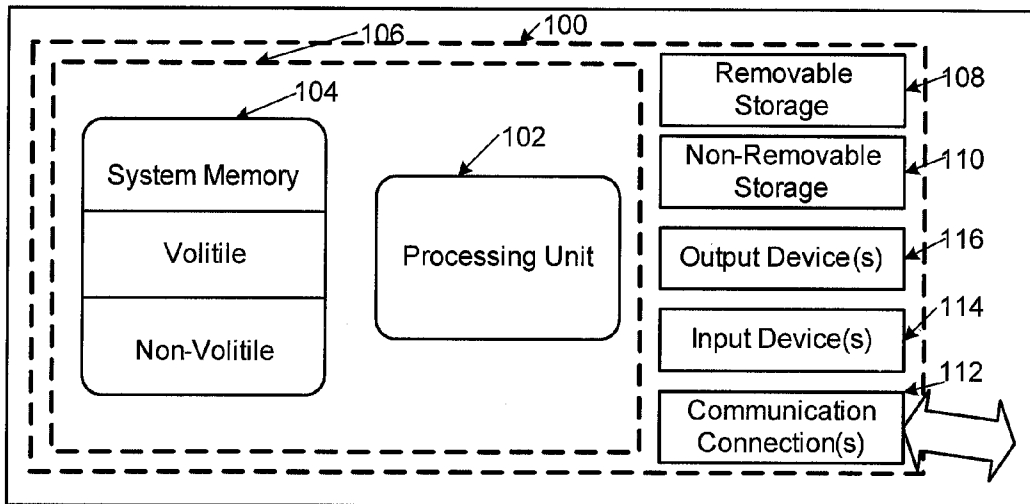 100
106
104
System Memory
Volitile
Non-Volitile
102
Processing Unit
Removable
Storage
108
Non-Removable
Storage
110
Output Device(s)
116
Input Device(s)
114
112
Communication
Connection(s)